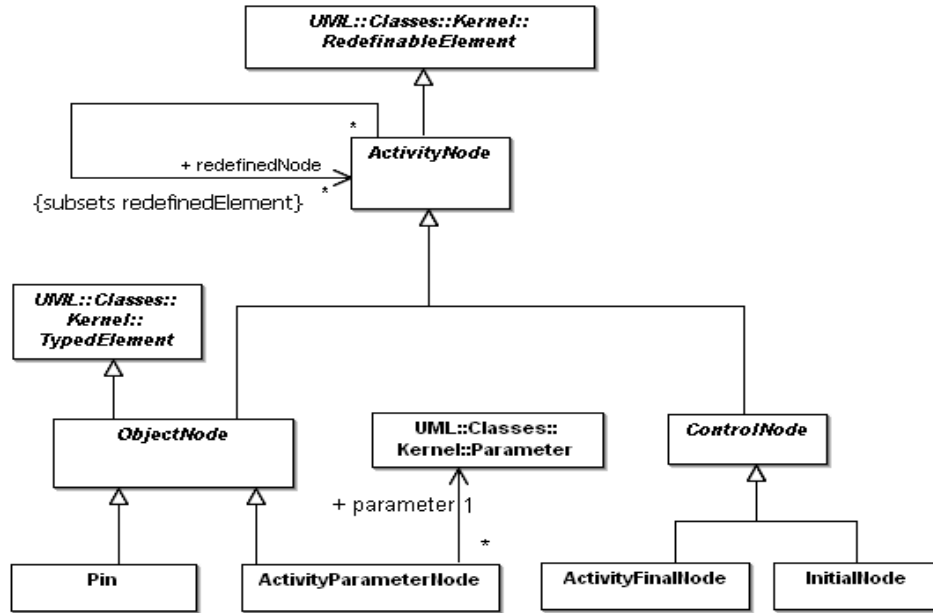 UML::Classes::Kernel::
RedefinableElement
*
ActivityNode
+ redefinedNode
*
{subsets redefinedElement}
UML::Classes::
Kernel::
TypedElement
ObjectNode
UML::Classes::
Kernel::Parameter
ControlNode
+ parameter 1
*
Pin
ActivityParameterNode
ActivityFinalNode
InitialNode